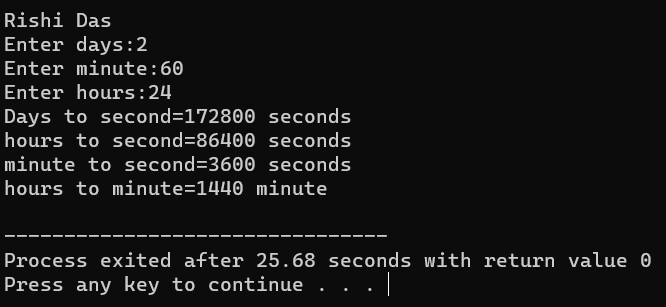 Rishi Das
Enter days:2
Enter minute:60
Enter hours:24
Days to second=172800 seconds
hours to second=86400 seconds
minute to second=3600 seconds
hours to minute=1440 minute
--------------------------------
Process exited after 25.68 seconds with return value 0
Press any key to continue . . .